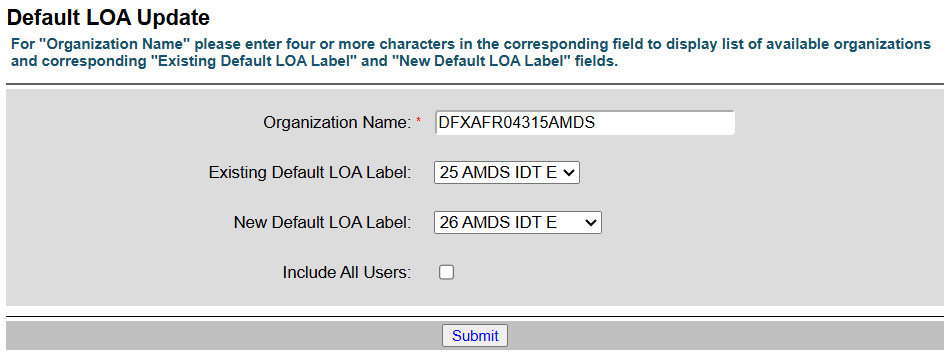 Default LOA Update
For "Organization Name" please enter four or more characters in the corresponding field to display list of available organizations
and corresponding "Existing Default LOA Label" and "New Default LOA Label" fields.
Organization Name: * DFXAFR04315AMDS
Existing Default LOA Label: 25 AMDS IDT E
New Default LOA Label: 26 AMDS IDT E
Include All Users:
Submit